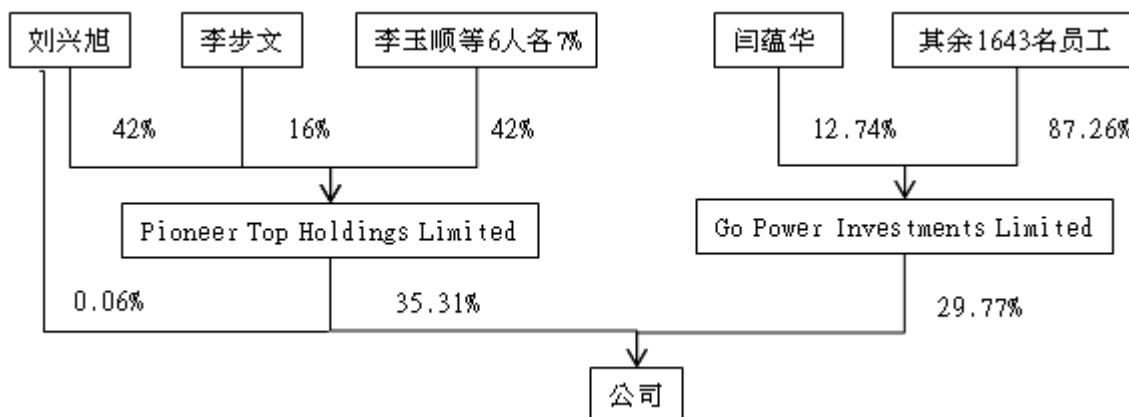 刘兴旭
李步文
李玉顺等6人各7%
闫蕴华
其余1643名员工
42%
16%
42%
12.74%
87.26%
Pioneer Top Holdings Limited
Go Power Investments Limited
0.06%
35.31%
29.77%
公司